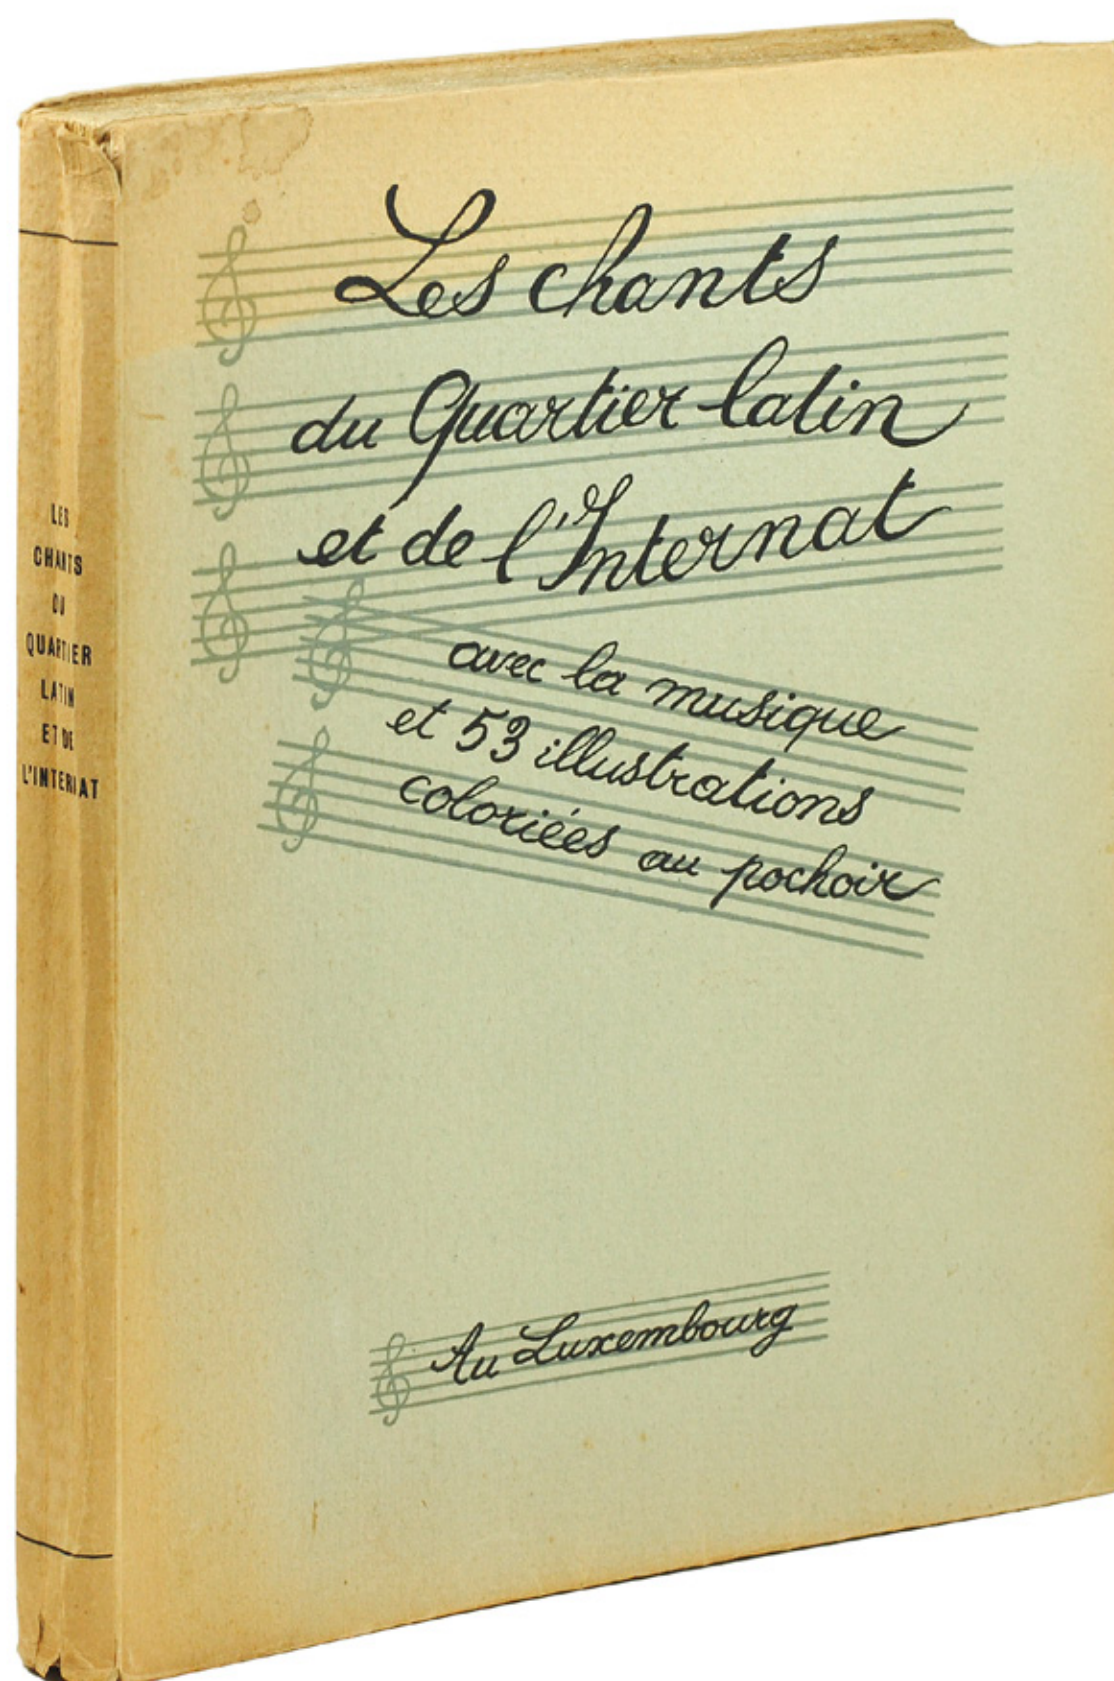 Les chants
du Quartier latin
et de l'Internat
avec la musique
et 53 illustrations
coloriées au pochoir
Au Luxembourg
LES
CHANTS
DU
QUARTIER
LATIN
ET DE
L'INTERNAT